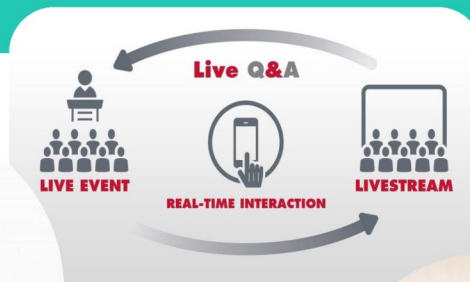 Live Q&A
LIVE EVENT
REAL-TIME INTERACTION
LIVESTREAM